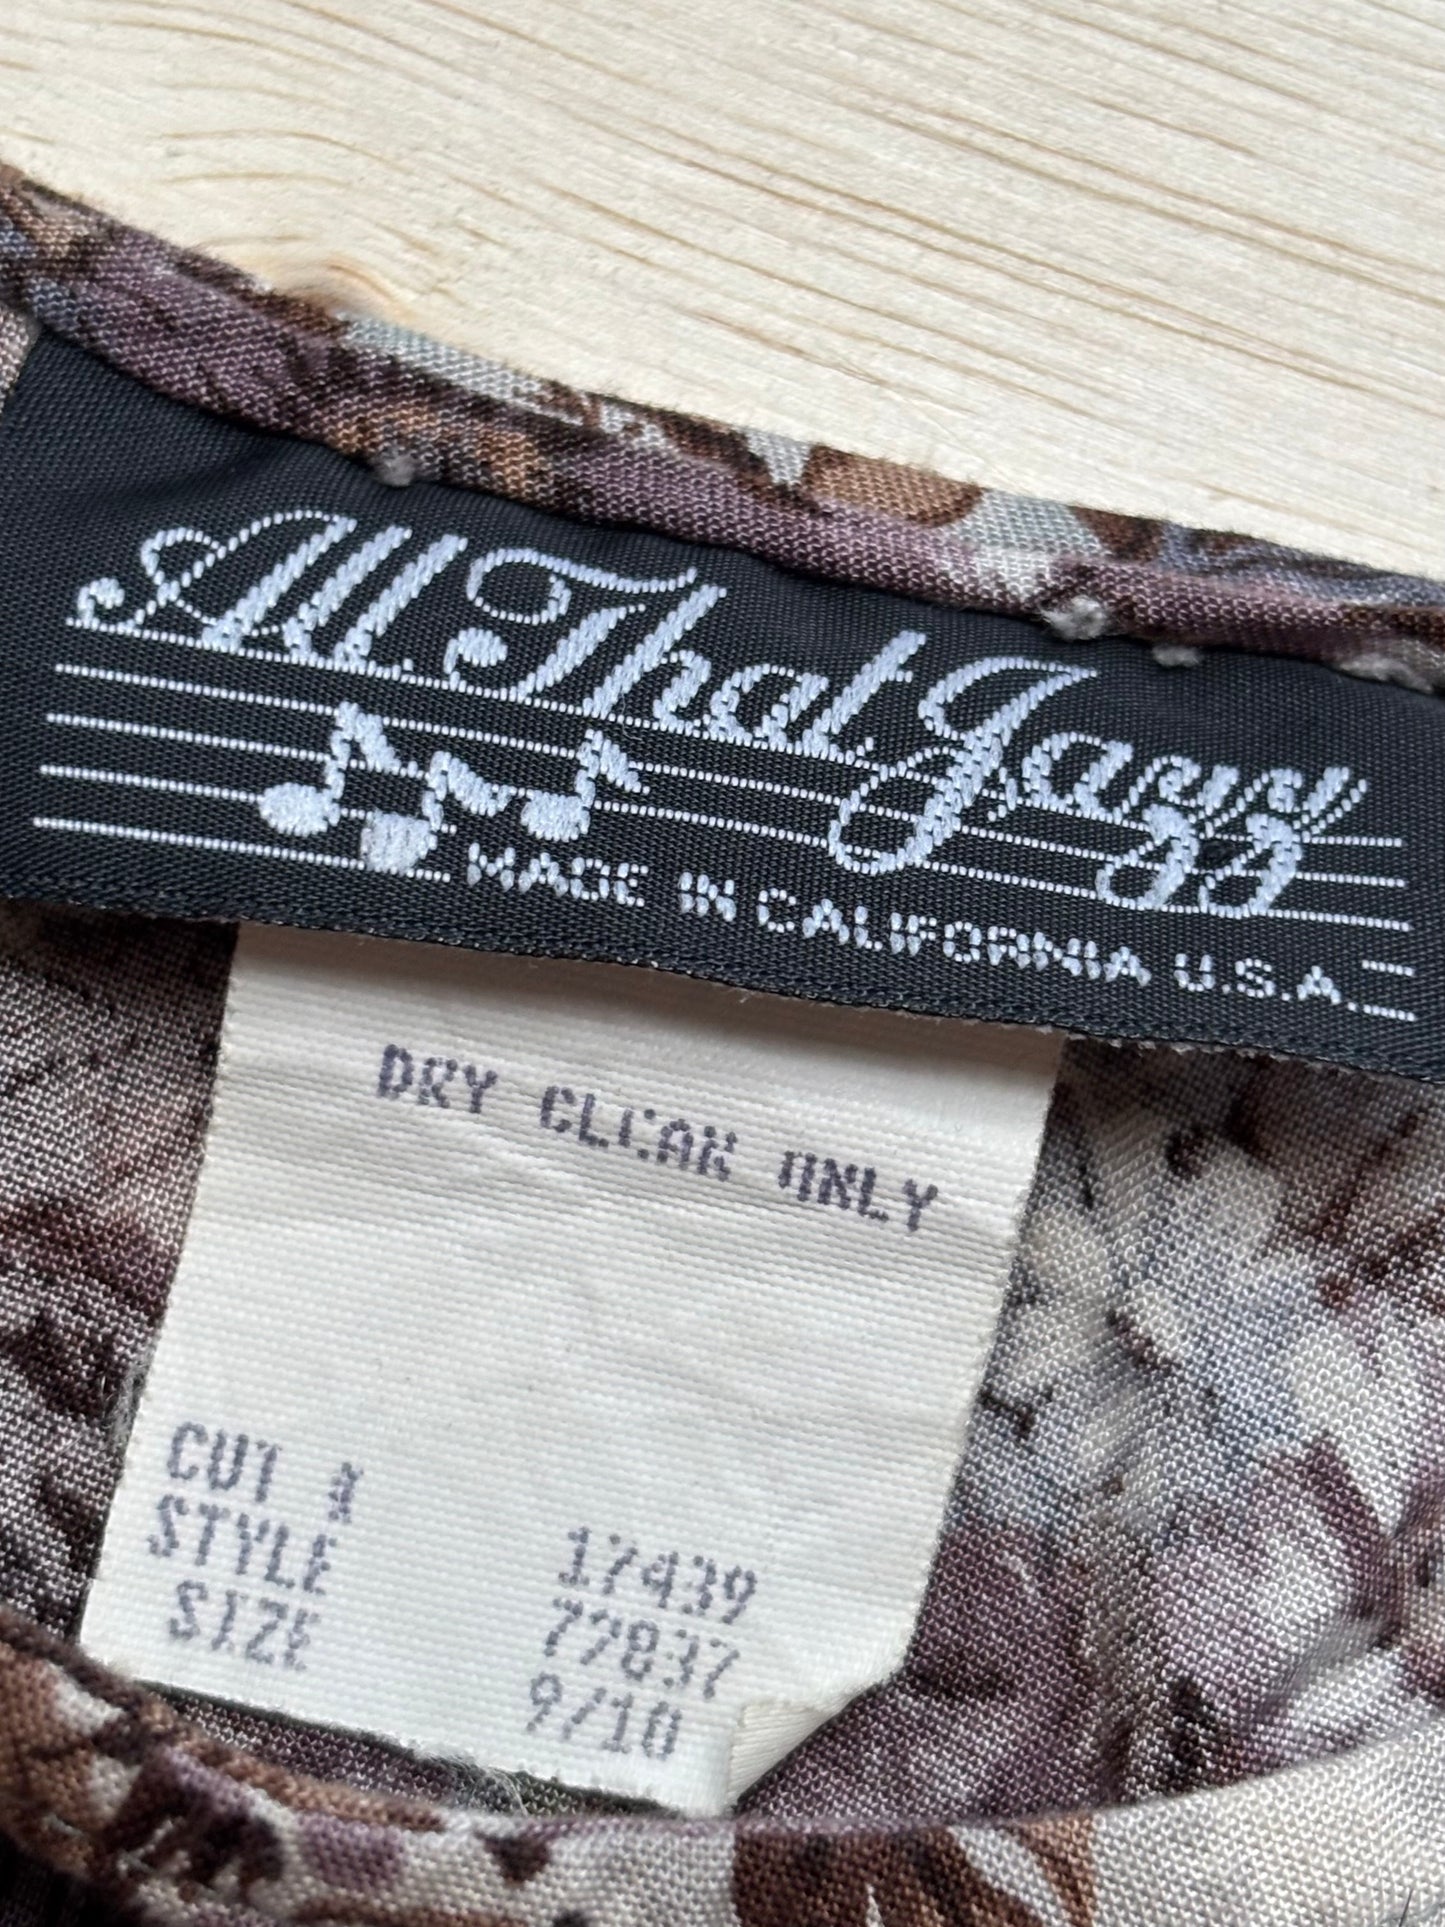 All That Jazz
MADE IN CALIFORNIA U.S.A.
DRY CLEAN ONLY
CUT # 17439
STYLE 77837
SIZE 9/10